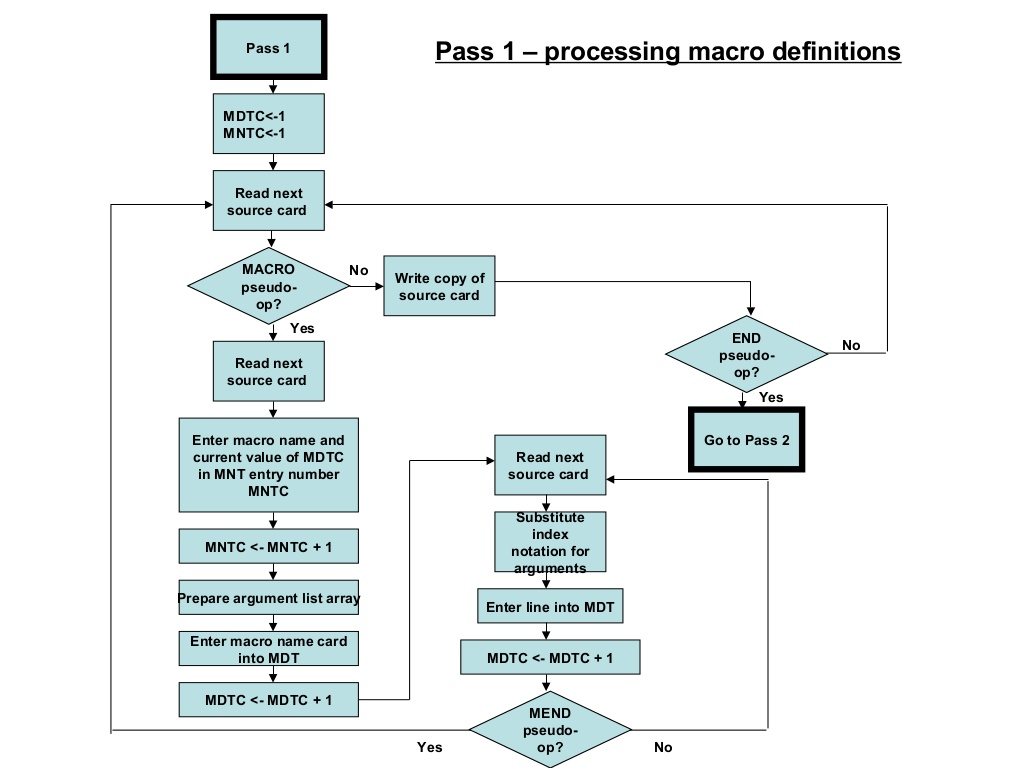 Pass 1
Pass 1 – processing macro definitions
MDTC<-1
MNTC<-1
Read next
source card
MACRO
pseudo-
op?
No
Write copy of
source card
Yes
END
pseudo-
op?
No
Yes
Go to Pass 2
Read next
source card
Enter macro name and
current value of MDTC
in MNT entry number
MNTC
MNTC <- MNTC + 1
Prepare argument list array
Enter macro name card
into MDT
MDTC <- MDTC + 1
Read next
source card
Substitute
index
notation for
arguments
Enter line into MDT
MDTC <- MDTC + 1
MEND
pseudo-
op?
Yes
No